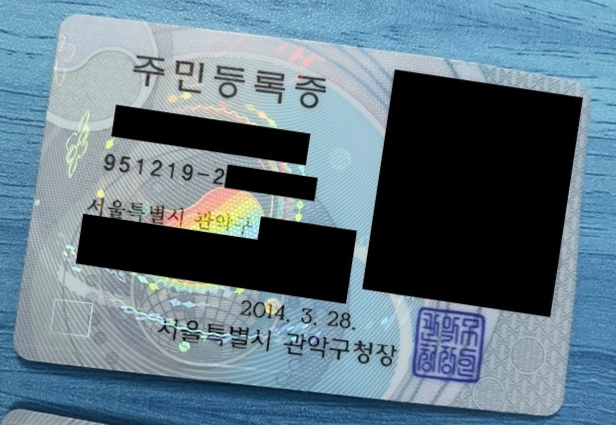 주민등록증
951219-2
서울특별시 관악구
2014. 3. 28.
서울특별시 관악구청장